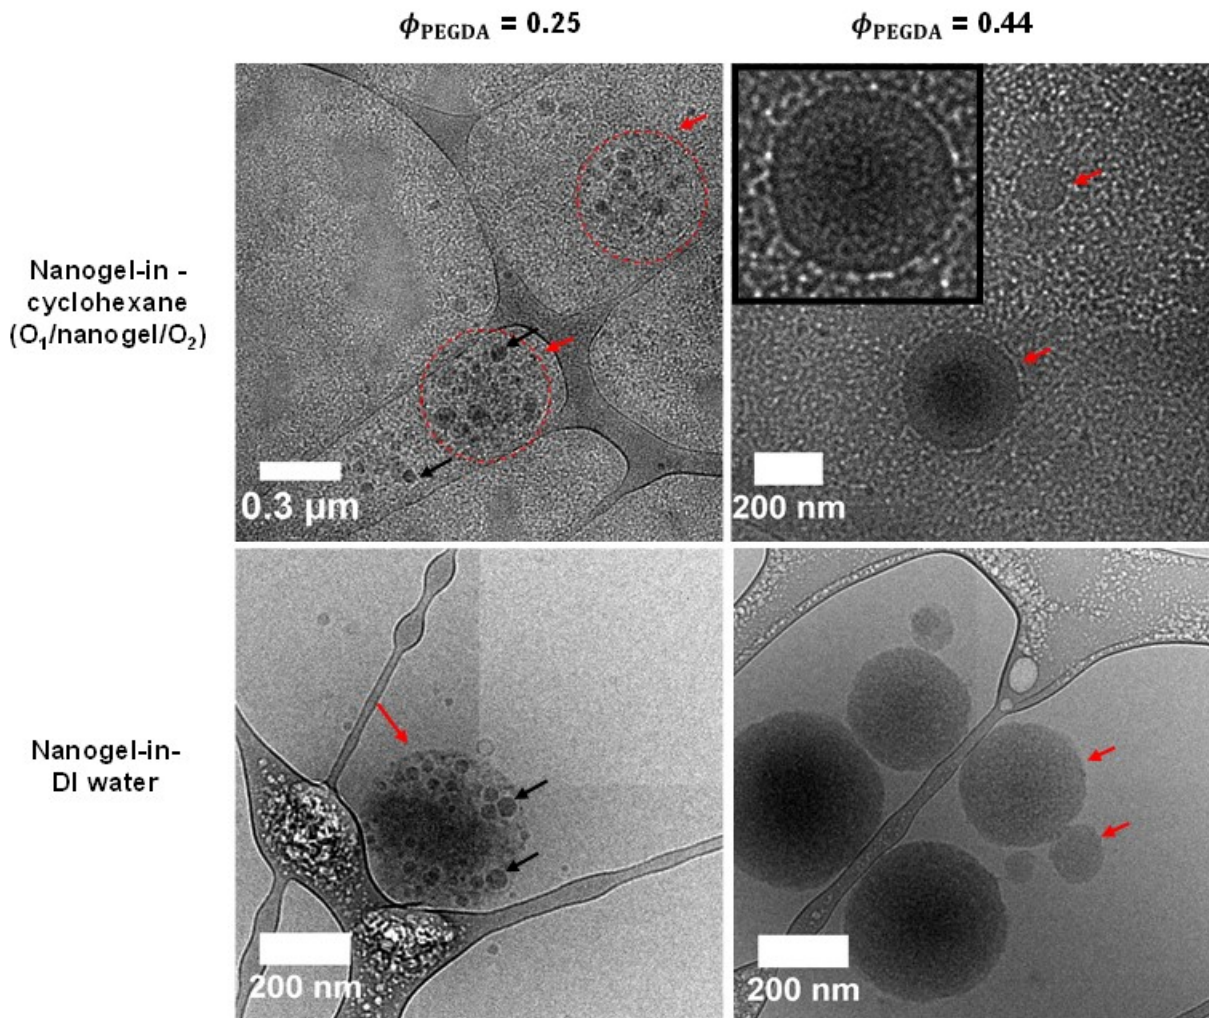 ϕPEGDA = 0.25
ϕPEGDA = 0.44
Nanogel-in -
cyclohexane
(O₁/nanogel/O₂)
0.3 µm
200 nm
Nanogel-in-
DI water
200 nm
200 nm